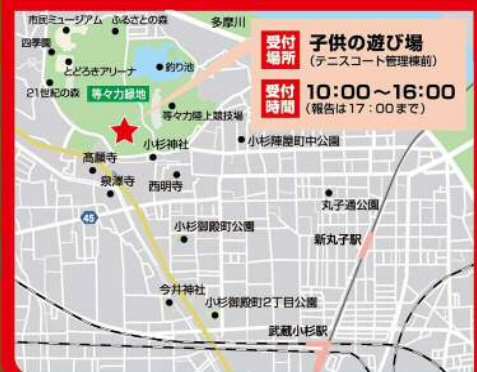 市民ミュージアム
ふるさとの森
多摩川
四季園
とどろきアリーナ
釣り池
21世紀の森
等々力緑地
等々力陸上競技場
受付場所
子供の遊び場
(テニスコート管理棟前)
受付時間
10:00〜16:00
(報告は17:00まで)
小杉神社
小杉陣屋町中公園
高願寺
泉澤寺
西明寺
丸子通公園
45
小杉御殿町公園
新丸子駅
今井神社
小杉御殿町2丁目公園
武蔵小杉駅